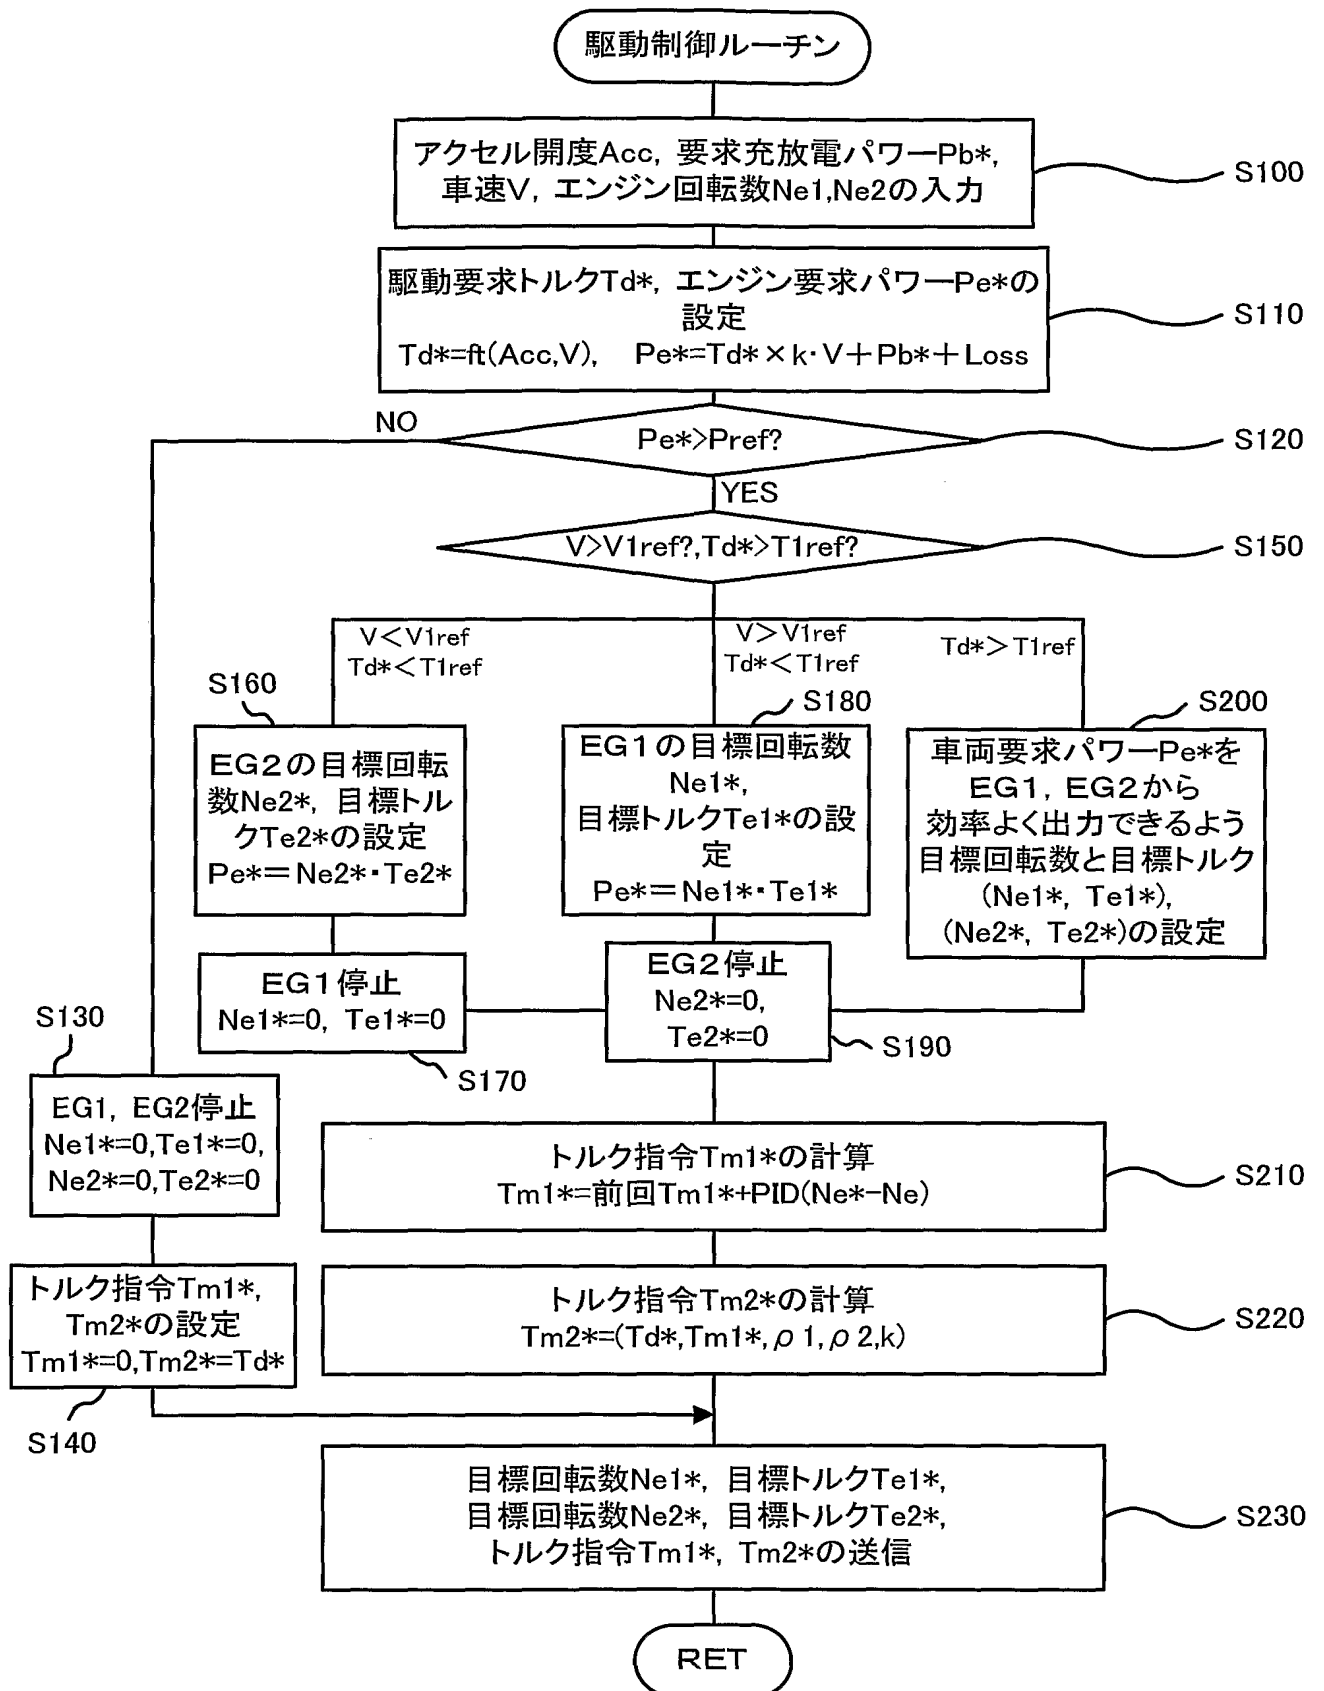 駆動制御ルーチン
アクセル開度Acc, 要求充放電パワーPb*,
車速V, エンジン回転数Ne1,Ne2の入力
S100
駆動要求トルクTd*, エンジン要求パワーPe*の
設定
Td*=ft(Acc,V), Pe*=Td*×k・V+Pb*+Loss
S110
NO
Pe*>Pref?
S120
YES
V>V1ref?,Td*>T1ref?
S150
V<V1ref
Td*<T1ref
V>V1ref
Td*<T1ref
Td*>T1ref
S160
EG2の目標回転
数Ne2*, 目標トル
クTe2*の設定
Pe*=Ne2*・Te2*
S180
EG1の目標回転数
Ne1*,
目標トルクTe1*の設
定
Pe*=Ne1*・Te1*
S200
車両要求パワーPe*を
EG1, EG2から
効率よく出力できるよう
目標回転数と目標トルク
(Ne1*, Te1*),
(Ne2*, Te2*)の設定
EG1停止
Ne1*=0, Te1*=0
S170
EG2停止
Ne2*=0,
Te2*=0
S190
S130
EG1, EG2停止
Ne1*=0,Te1*=0,
Ne2*=0,Te2*=0
トルク指令Tm1*の計算
Tm1*=前回Tm1*+PID(Ne*-Ne)
S210
トルク指令Tm1*,
Tm2*の設定
Tm1*=0,Tm2*=Td*
S140
トルク指令Tm2*の計算
Tm2*=(Td*,Tm1*,ρ1,ρ2,k)
S220
目標回転数Ne1*, 目標トルクTe1*,
目標回転数Ne2*, 目標トルクTe2*,
トルク指令Tm1*, Tm2*の送信
S230
RET